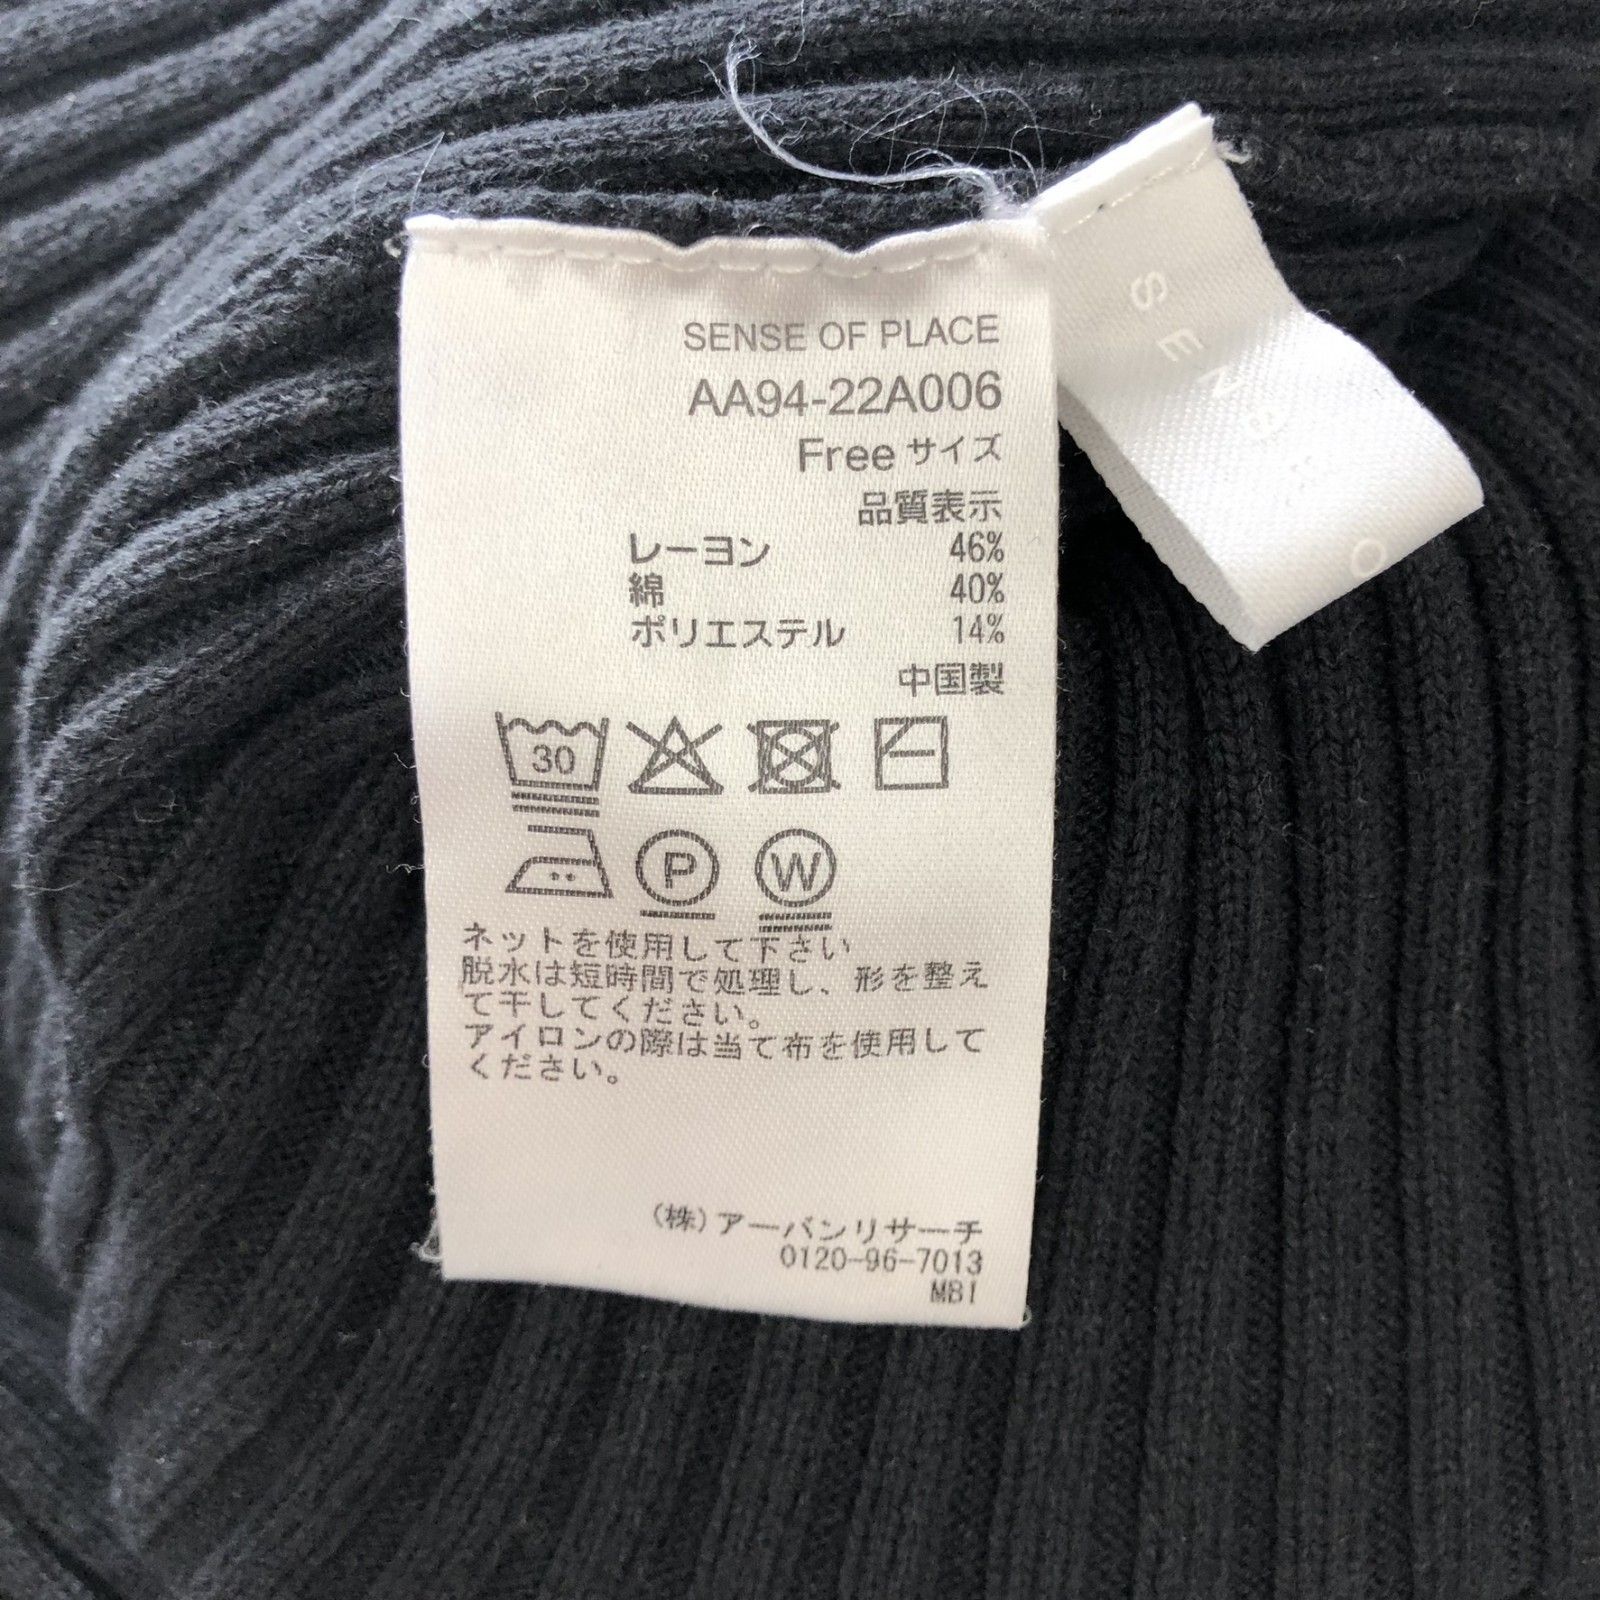 SENSE OF PLACE
AA94-22A006
Free サイズ
品質表示
レーヨン 46%
綿 40%
ポリエステル 14%
中国製
30
P W
ネットを使用して下さい
脱水は短時間で処理し、形を整え
て干してください。
アイロンの際は当て布を使用して
ください。
(株)アーバンリサーチ
0120-96-7013
MBI
SENS